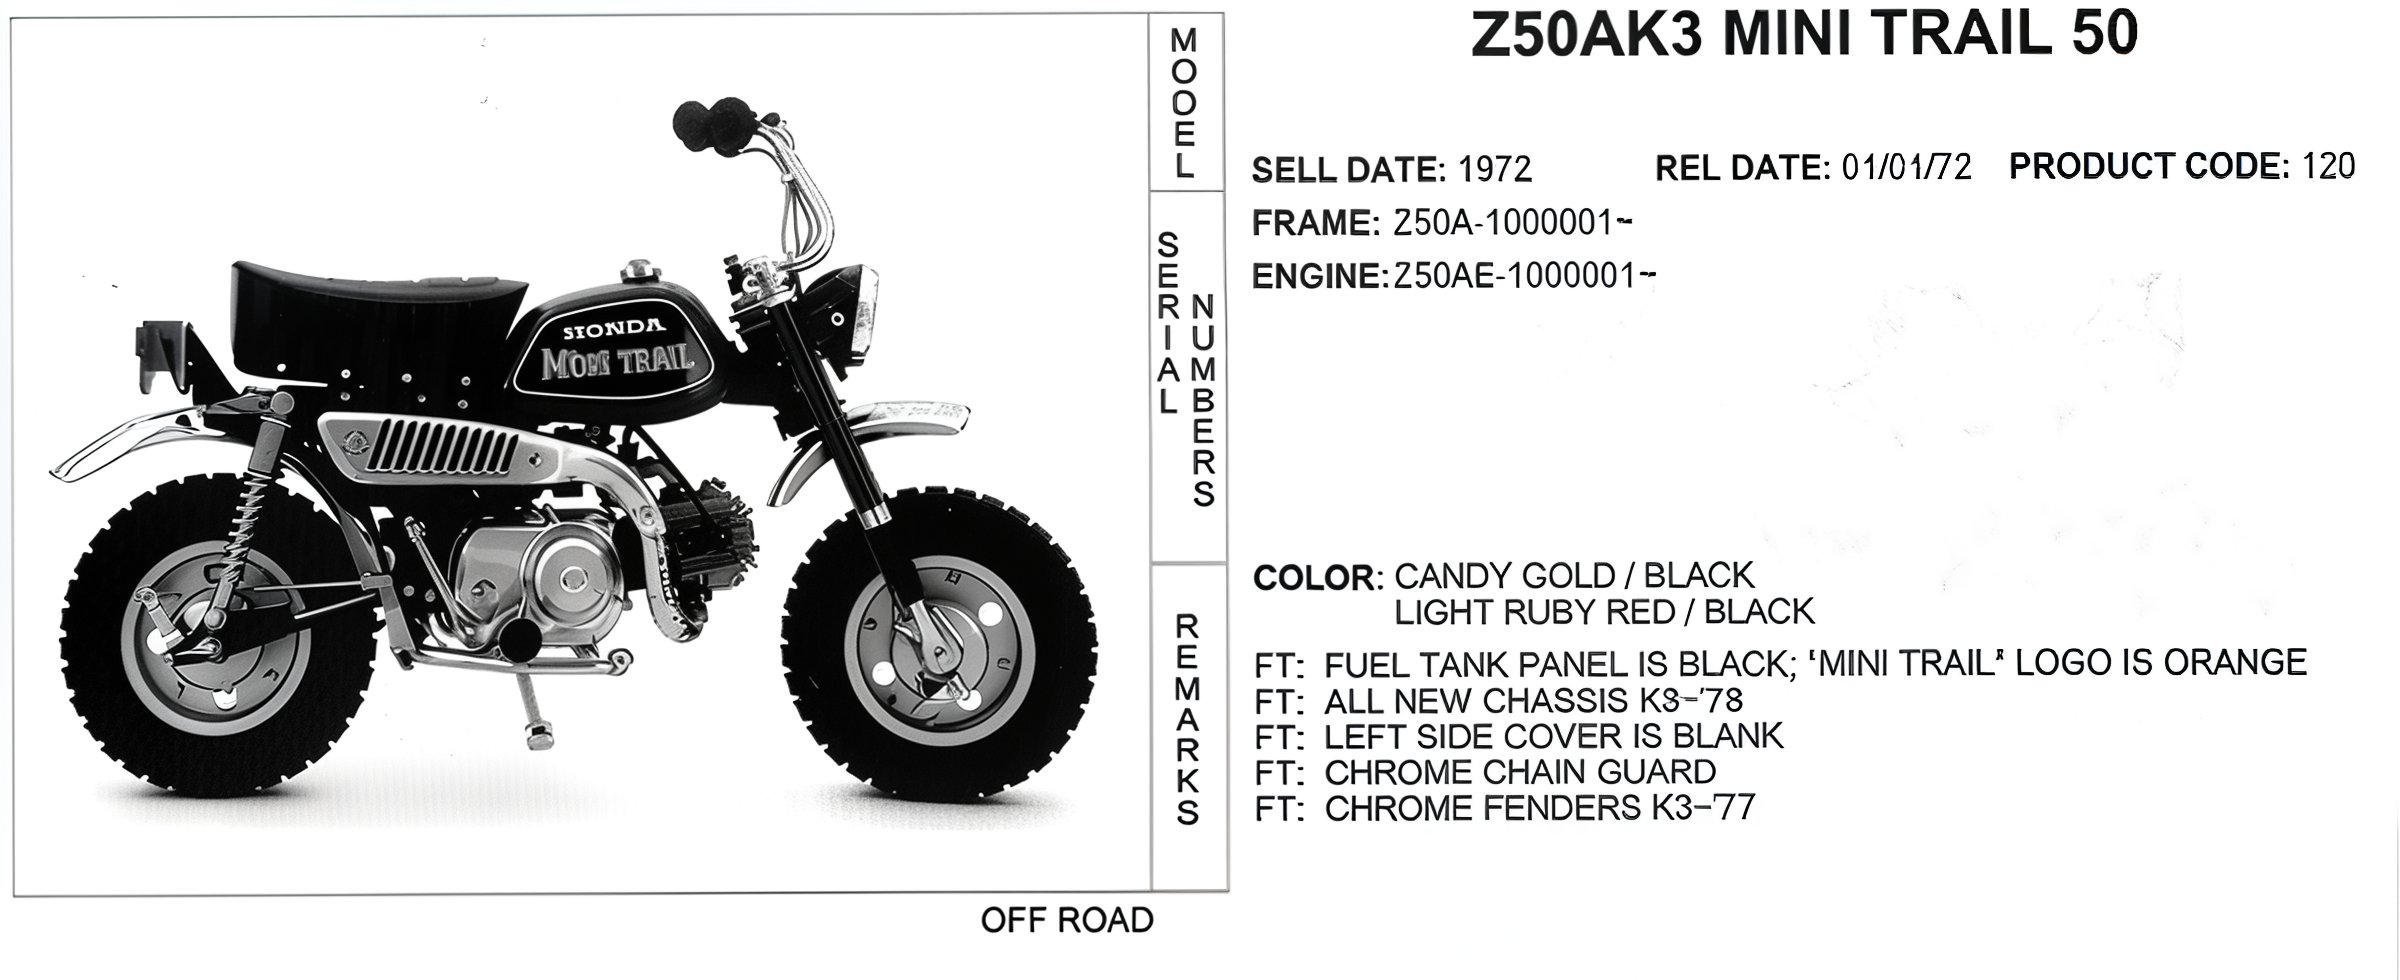 Z50AK3 MINI TRAIL 50
MOOEL
SELL DATE: 1972 REL DATE: 01/01/72 PRODUCT CODE: 120
SERIAL NUMBERS
FRAME: Z50A-1000001~
ENGINE: Z50AE-1000001~
SIONDA
TRAIL
REMARKS
COLOR: CANDY GOLD / BLACK
LIGHT RUBY RED / BLACK
FT: FUEL TANK PANEL IS BLACK; 'MINI TRAIL' LOGO IS ORANGE
FT: ALL NEW CHASSIS K3-'78
FT: LEFT SIDE COVER IS BLANK
FT: CHROME CHAIN GUARD
FT: CHROME FENDERS K3-'77
OFF ROAD